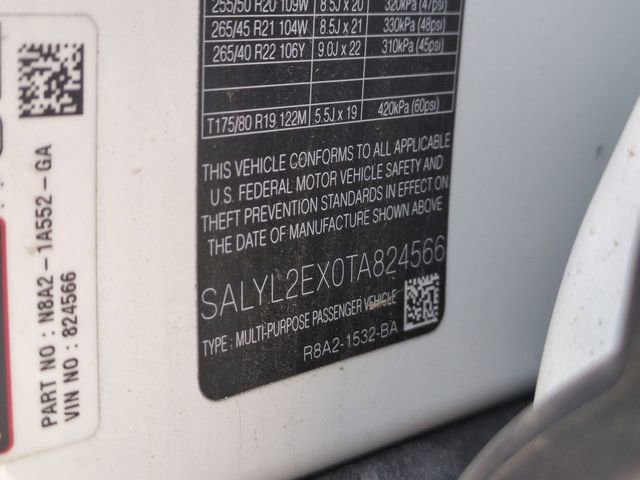 255/50 R20 109W 8.5J x 20 320kPa (47psi)
265/45 R21 104W 8.5J x 21 330kPa (48psi)
265/40 R22 106Y 9.0J x 22 310kPa (45psi)
T175/80 R19 122M 5.5J x 19 420kPa (60psi)
THIS VEHICLE CONFORMS TO ALL APPLICABLE
U.S. FEDERAL MOTOR VEHICLE SAFETY AND
THEFT PREVENTION STANDARDS IN EFFECT ON
THE DATE OF MANUFACTURE SHOWN ABOVE
SALYL2EX0TA824566
TYPE : MULTI-PURPOSE PASSENGER VEHICLE
R8A2-1532-BA
PART NO : N8A2-1A552-GA
VIN NO : 824566